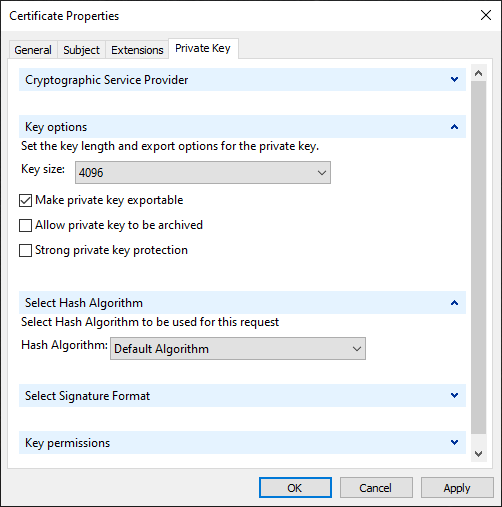 Certificate Properties
General Subject Extensions Private Key
Cryptographic Service Provider
Key options
Set the key length and export options for the private key.
Key size: 4096
Make private key exportable
Allow private key to be archived
Strong private key protection
Select Hash Algorithm
Select Hash Algorithm to be used for this request
Hash Algorithm: Default Algorithm
Select Signature Format
Key permissions
OK Cancel Apply